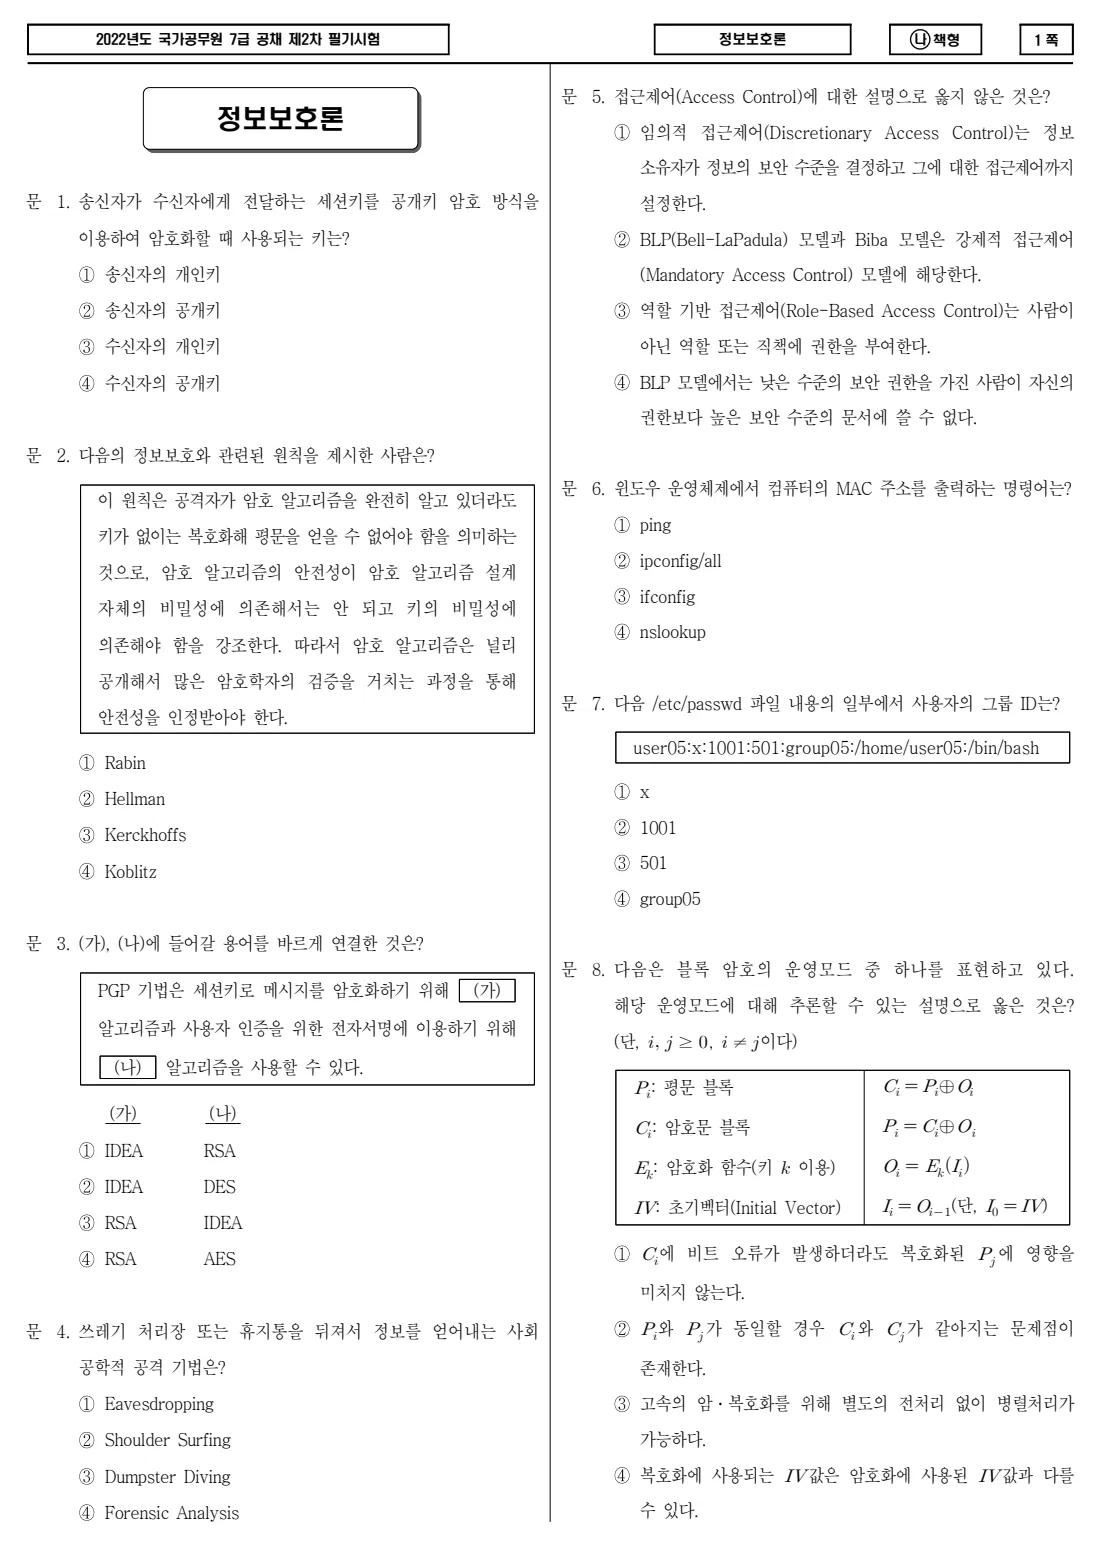 2022년도 국가공무원 7급 공채 제2차 필기시험
정보보호론
㉯책형
1 쪽
정보보호론
문 1. 송신자가 수신자에게 전달하는 세션키를 공개키 암호 방식을
이용하여 암호화할 때 사용되는 키는?
① 송신자의 개인키
② 송신자의 공개키
③ 수신자의 개인키
④ 수신자의 공개키
문 2. 다음의 정보보호와 관련된 원칙을 제시한 사람은?
이 원칙은 공격자가 암호 알고리즘을 완전히 알고 있더라도
키가 없이는 복호화해 평문을 얻을 수 없어야 함을 의미하는
것으로, 암호 알고리즘의 안전성이 암호 알고리즘 설계
자체의 비밀성에 의존해서는 안 되고 키의 비밀성에
의존해야 함을 강조한다. 따라서 암호 알고리즘은 널리
공개해서 많은 암호학자의 검증을 거치는 과정을 통해
안전성을 인정받아야 한다.
① Rabin
② Hellman
③ Kerckhoffs
④ Koblitz
문 3. (가), (나)에 들어갈 용어를 바르게 연결한 것은?
PGP 기법은 세션키로 메시지를 암호화하기 위해 (가)
알고리즘과 사용자 인증을 위한 전자서명에 이용하기 위해
(나) 알고리즘을 사용할 수 있다.
(가) (나)
① IDEA RSA
② IDEA DES
③ RSA IDEA
④ RSA AES
문 4. 쓰레기 처리장 또는 휴지통을 뒤져서 정보를 얻어내는 사회
공학적 공격 기법은?
① Eavesdropping
② Shoulder Surfing
③ Dumpster Diving
④ Forensic Analysis
문 5. 접근제어(Access Control)에 대한 설명으로 옳지 않은 것은?
① 임의적 접근제어(Discretionary Access Control)는 정보
소유자가 정보의 보안 수준을 결정하고 그에 대한 접근제어까지
설정한다.
② BLP(Bell-LaPadula) 모델과 Biba 모델은 강제적 접근제어
(Mandatory Access Control) 모델에 해당한다.
③ 역할 기반 접근제어(Role-Based Access Control)는 사람이
아닌 역할 또는 직책에 권한을 부여한다.
④ BLP 모델에서는 낮은 수준의 보안 권한을 가진 사람이 자신의
권한보다 높은 보안 수준의 문서에 쓸 수 없다.
문 6. 윈도우 운영체제에서 컴퓨터의 MAC 주소를 출력하는 명령어는?
① ping
② ipconfig/all
③ ifconfig
④ nslookup
문 7. 다음 /etc/passwd 파일 내용의 일부에서 사용자의 그룹 ID는?
user05:x:1001:501:group05:/home/user05:/bin/bash
① x
② 1001
③ 501
④ group05
문 8. 다음은 블록 암호의 운영모드 중 하나를 표현하고 있다.
해당 운영모드에 대해 추론할 수 있는 설명으로 옳은 것은?
(단, i, j ≥ 0, i ≠ j이다)
P_i: 평문 블록 C_i = P_i⊕O_i
C_i: 암호문 블록 P_i = C_i⊕O_i
E_k: 암호화 함수(키 k 이용) O_i = E_k(I_i)
IV: 초기벡터(Initial Vector) I_i = O_{i-1}(단, I_0 = IV)
① C_i에 비트 오류가 발생하더라도 복호화된 P_j에 영향을
미치지 않는다.
② P_i와 P_j가 동일할 경우 C_i와 C_j가 같아지는 문제점이
존재한다.
③ 고속의 암·복호화를 위해 별도의 전처리 없이 병렬처리가
가능하다.
④ 복호화에 사용되는 IV값은 암호화에 사용된 IV값과 다를
수 있다.